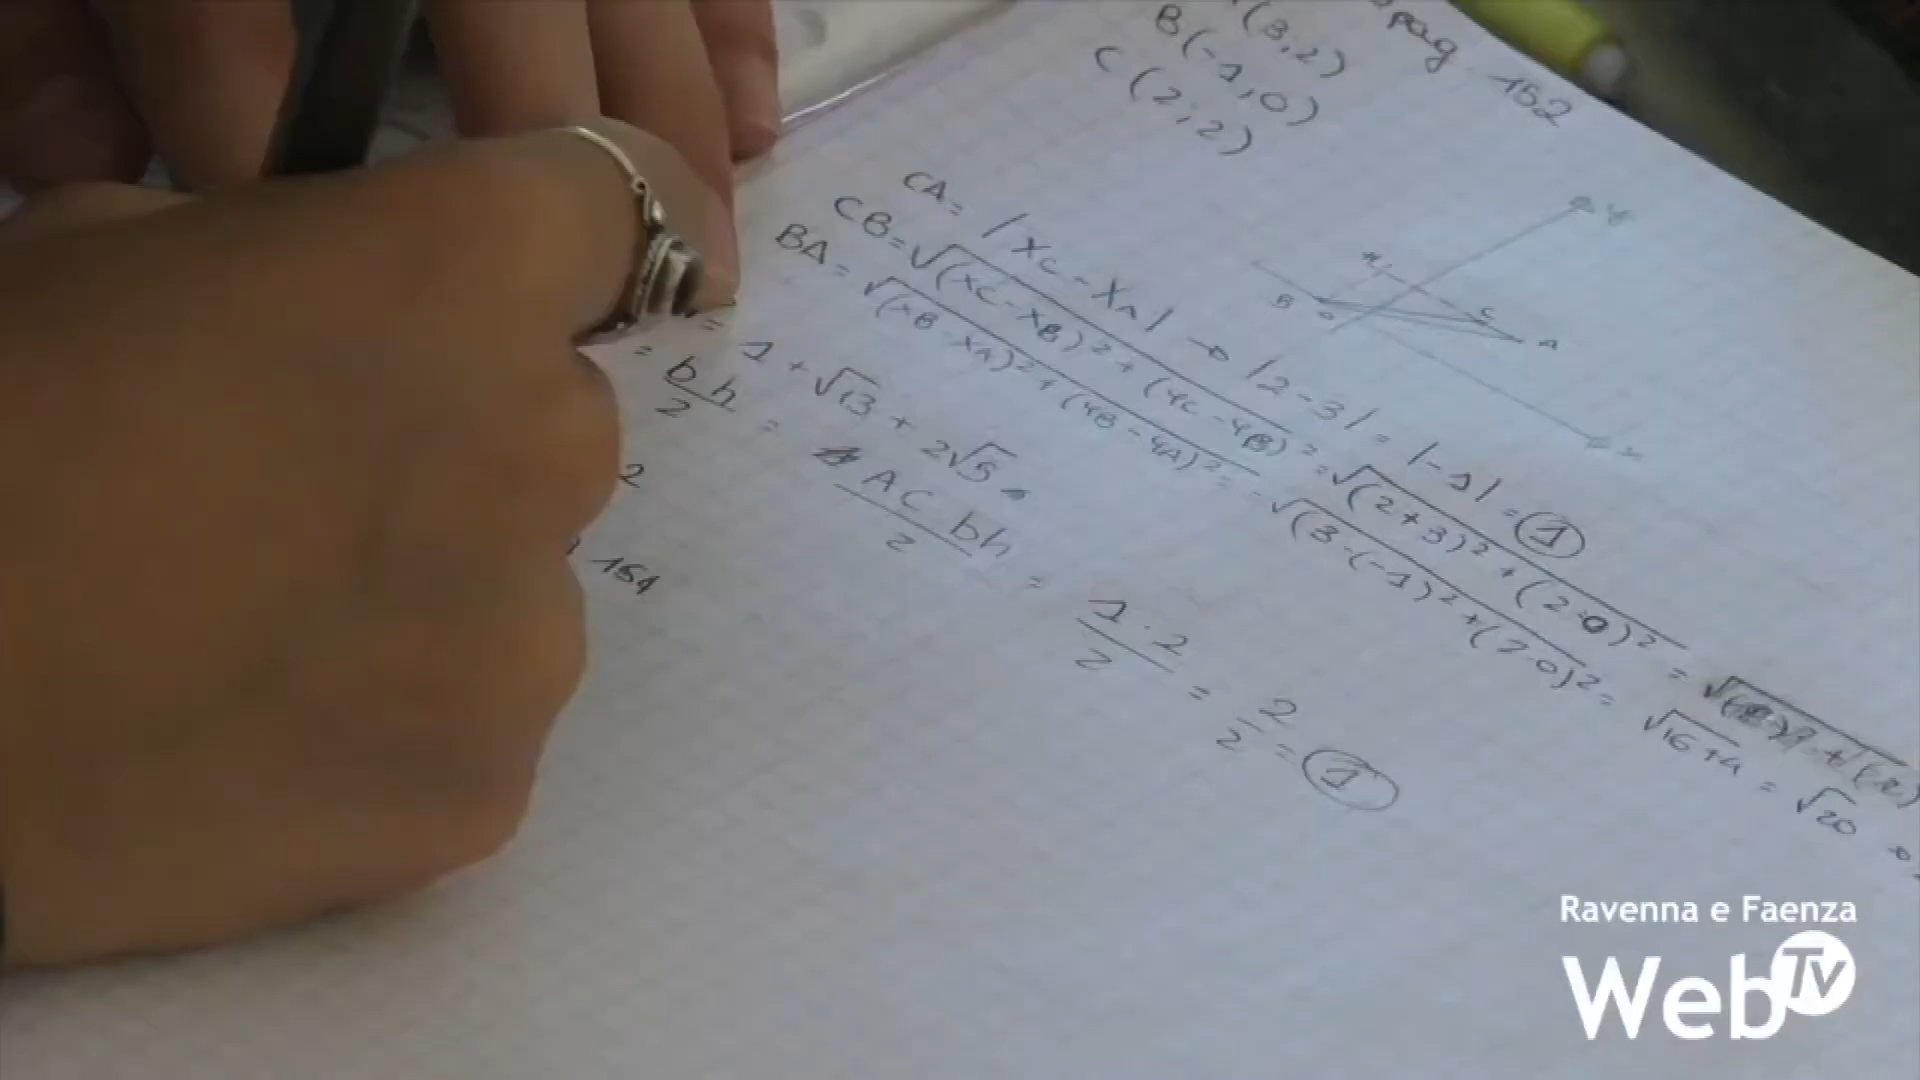 pag. 152
(3;2)
B(-1,0)
C(2;2)
CA = |xC - xA| → |2-3| = |-1| = 1
CB = √(xC-xB)² + (yC-yB)² = √(2+3)² + (2-0)² =
BA = √(xB-xA)² + (yB-yA)² = √(3-(-1)² + (2-0)² = √16+4 = √20
= 1 + √13 + 2√5
= bh/2 = AC bh/2 = 1·2/2 = 2/2 = 1
2
151
H
B
O
C
A
y
x
Ravenna e Faenza
WebTv